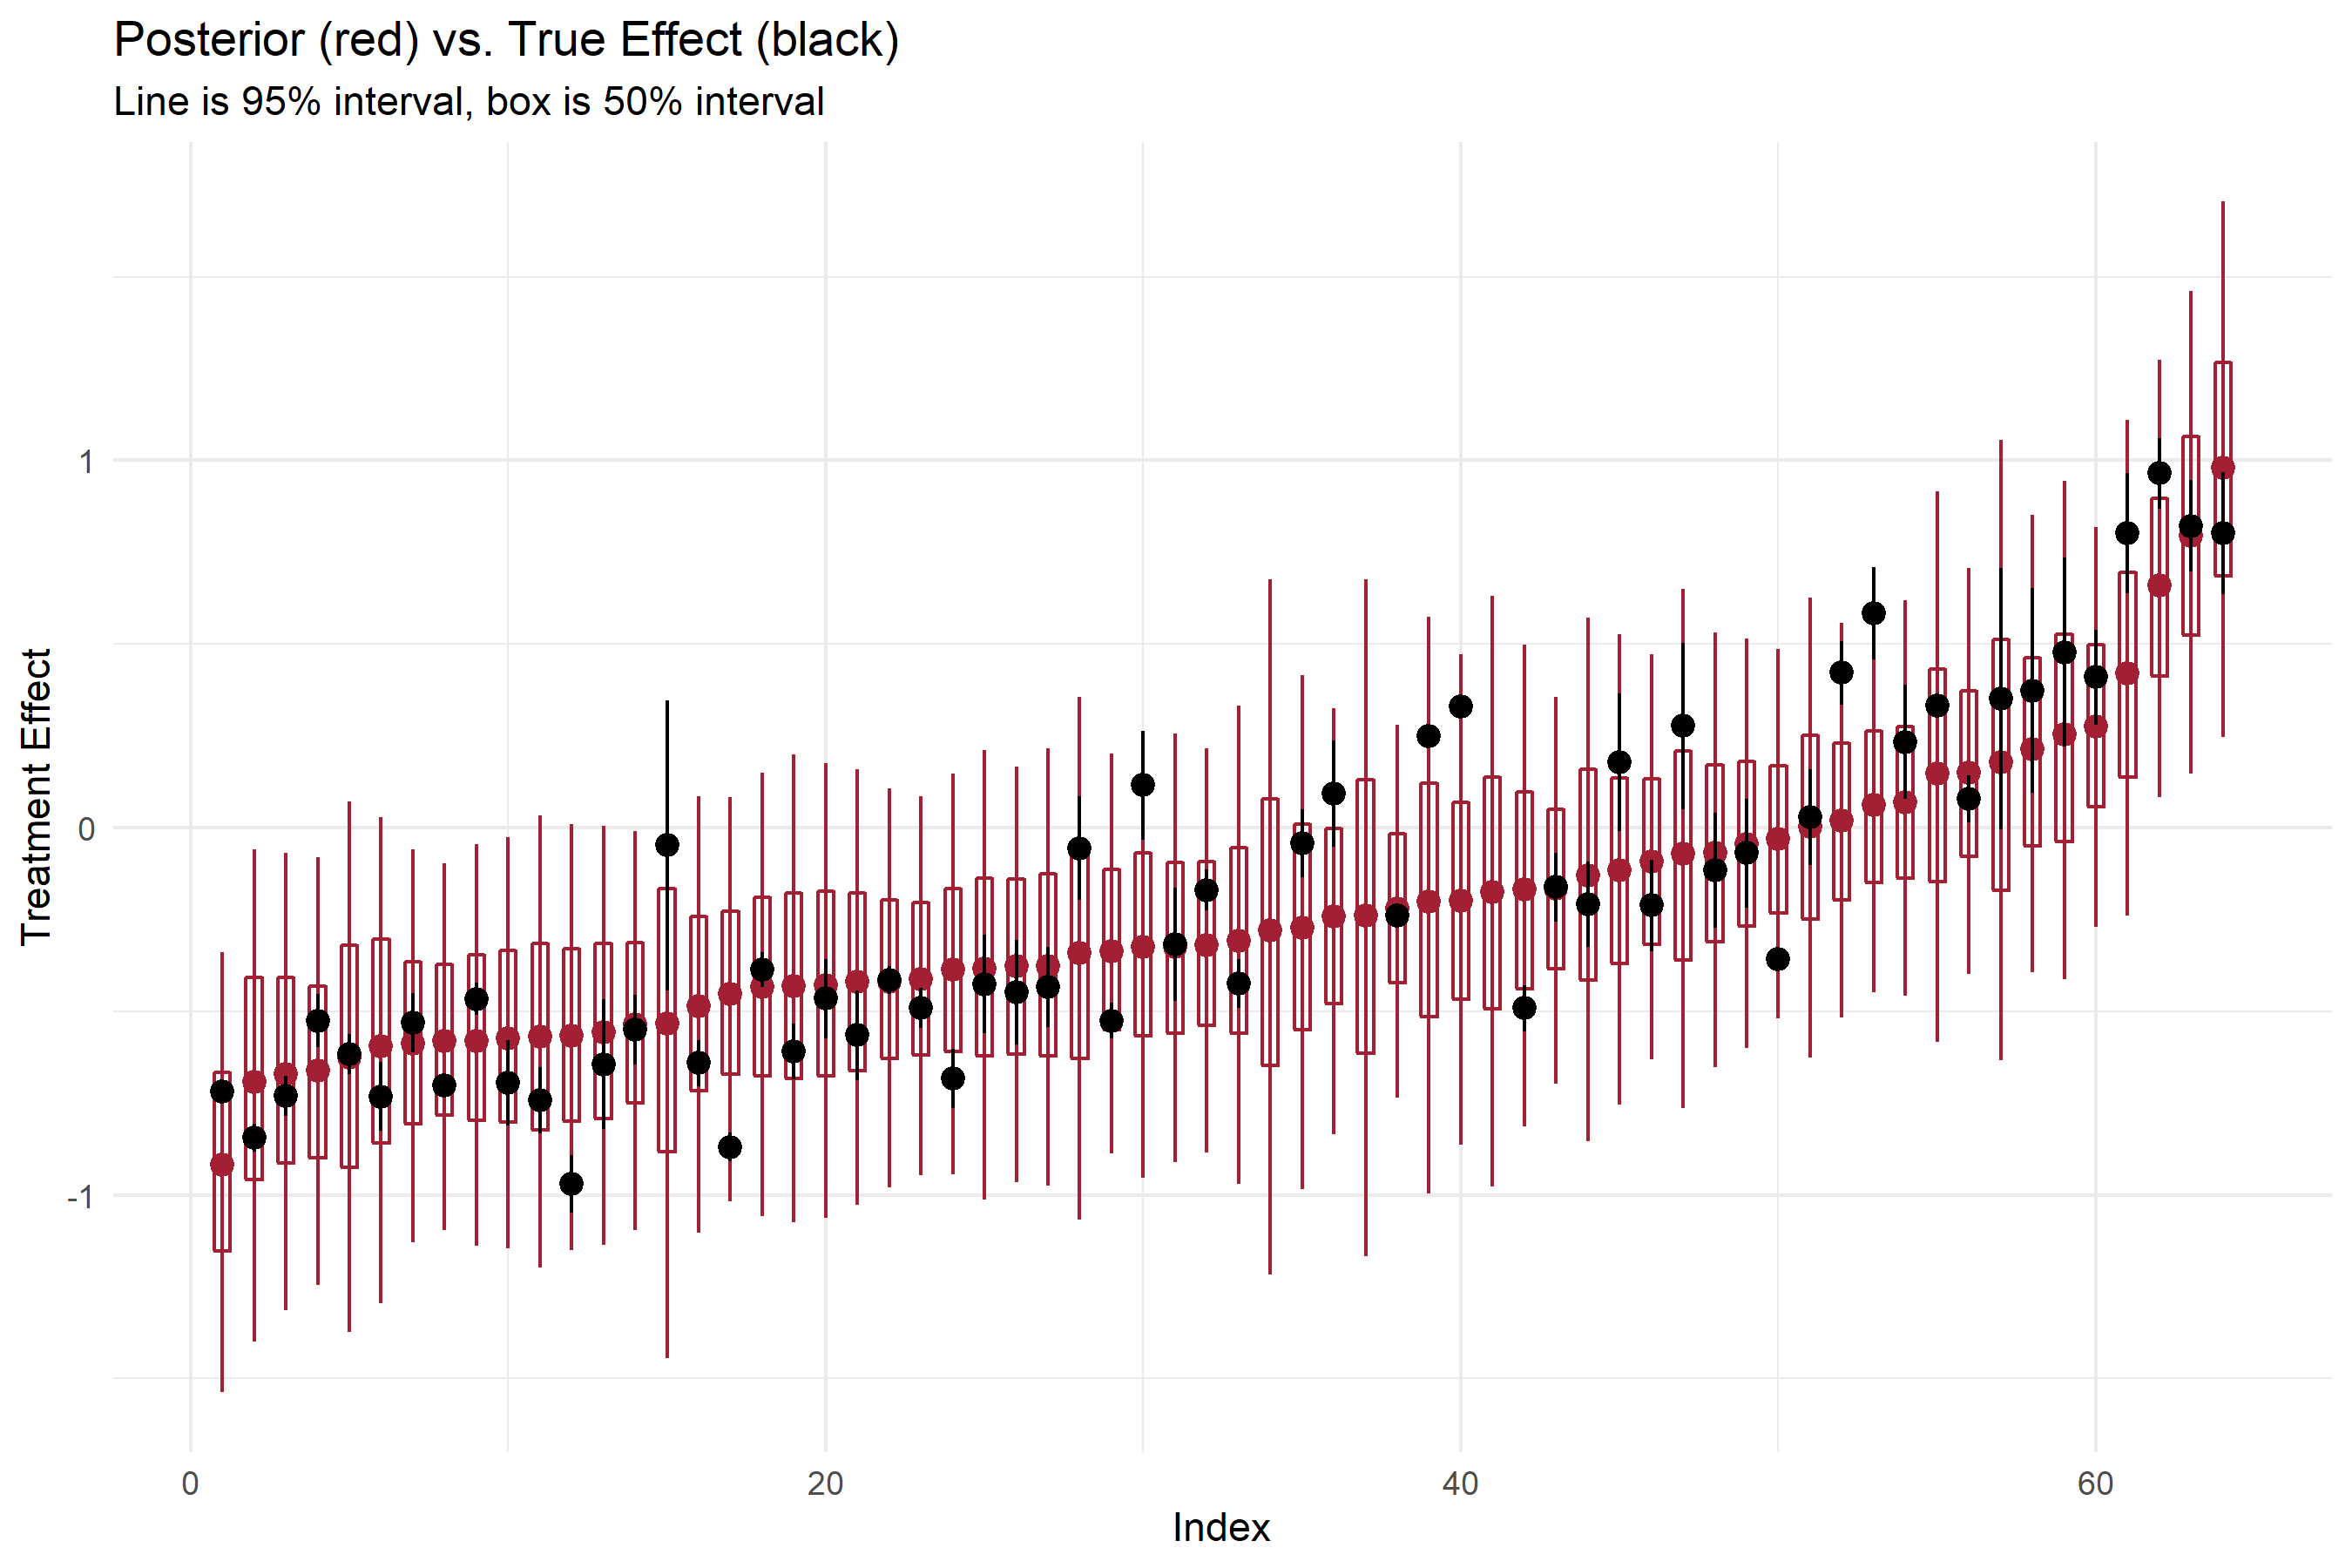 Posterior (red) vs. True Effect (black)
Line is 95% interval, box is 50% interval
Treatment Effect
1
0
-1
0
20
40
60
Index